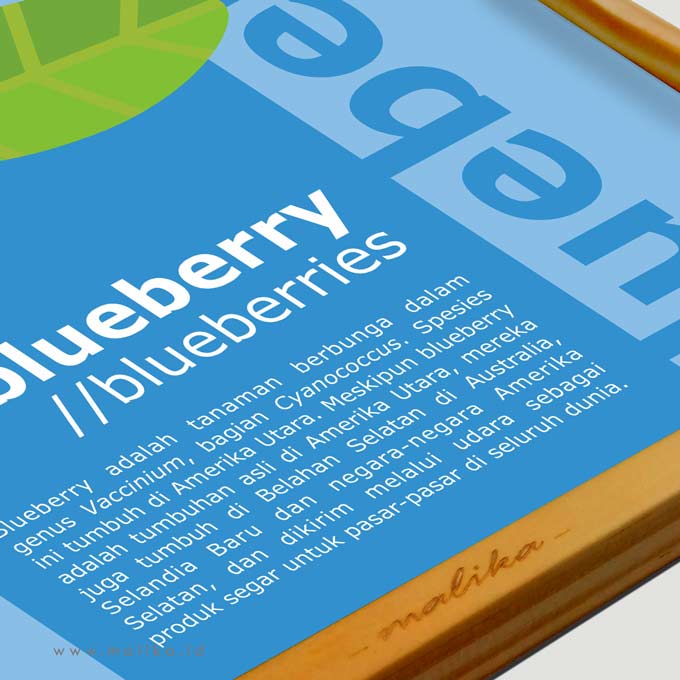 blueberry
//blueberries
Blueberry adalah tanaman berbunga dalam
genus Vaccinium, bagian Cyanococcus. Spesies
ini tumbuh di Amerika Utara. Meskipun blueberry
adalah tumbuhan asli di Amerika Utara, mereka
juga tumbuh di Belahan Selatan di Australia,
Selandia Baru dan negara-negara Amerika
Selatan, dan dikirim melalui udara sebagai
produk segar untuk pasar-pasar di seluruh dunia.
- malika -
www.malika.id